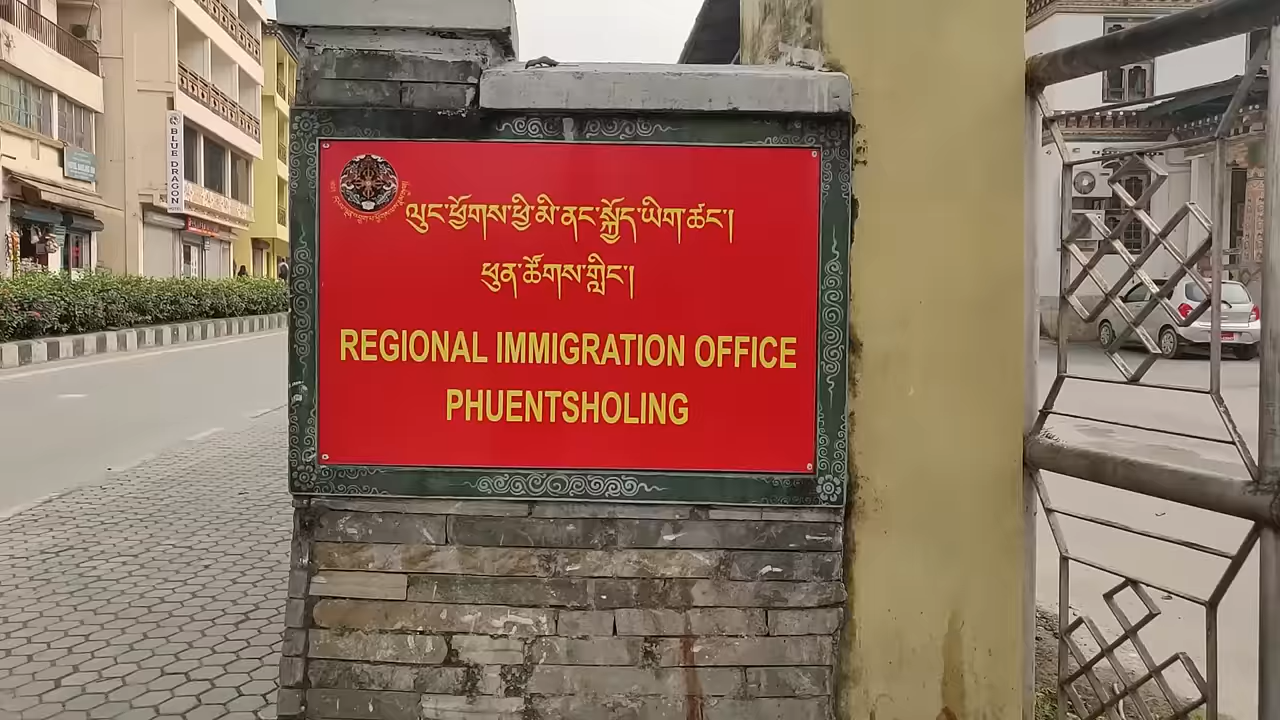 ལུང་ཕྱོགས་ཕྱི་མི་ནང་སྐྱོད་ཡིག་ཚང་།
ཕུན་ཚོགས་གླིང་།
REGIONAL IMMIGRATION OFFICE
PHUENTSHOLING
BLUE DRAGON